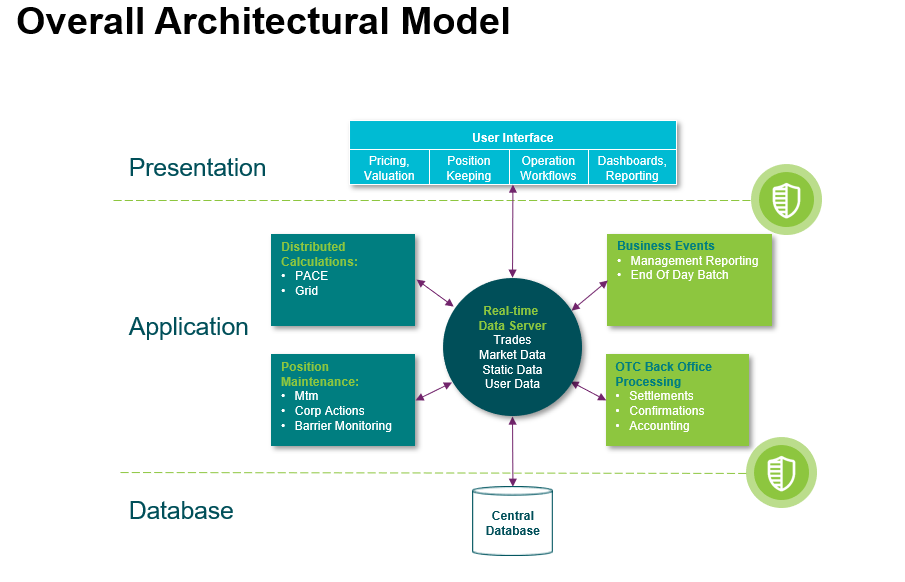 Overall Architectural Model
User Interface
Pricing,
Valuation
Position
Keeping
Operation
Workflows
Dashboards,
Reporting
Presentation
Distributed
Calculations:
• PACE
• Grid
Business Events
• Management Reporting
• End Of Day Batch
Application
Real-time
Data Server
Trades
Market Data
Static Data
User Data
Position
Maintenance:
• Mtm
• Corp Actions
• Barrier Monitoring
OTC Back Office
Processing
• Settlements
• Confirmations
• Accounting
Database
Central
Database